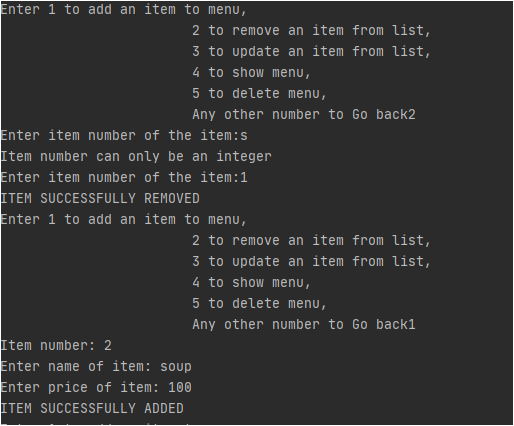 Enter 1 to add an item to menu,
2 to remove an item from list,
3 to update an item from list,
4 to show menu,
5 to delete menu,
Any other number to Go back2
Enter item number of the item:s
Item number can only be an integer
Enter item number of the item:1
ITEM SUCCESSFULLY REMOVED
Enter 1 to add an item to menu,
2 to remove an item from list,
3 to update an item from list,
4 to show menu,
5 to delete menu,
Any other number to Go back1
Item number: 2
Enter name of item: soup
Enter price of item: 100
ITEM SUCCESSFULLY ADDED